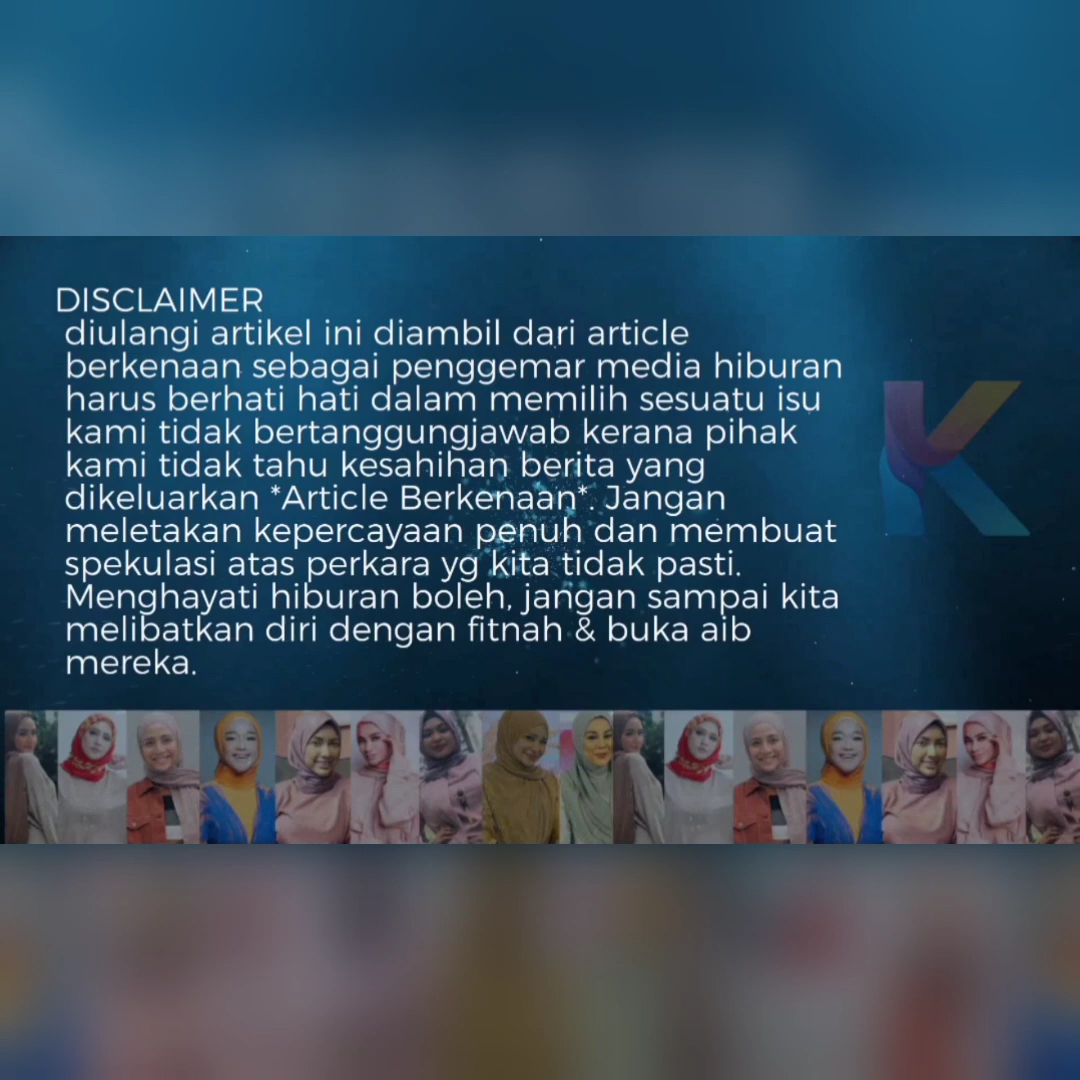 DISCLAIMER
diulangi artikel ini diambil dari article
berkenaan sebagai penggemar media hiburan
harus berhati hati dalam memilih sesuatu isu
kami tidak bertanggungjawab kerana pihak
kami tidak tahu kesahihan berita yang
dikeluarkan *Article Berkenaan*. Jangan
meletakan kepercayaan penuh dan membuat
spekulasi atas perkara yg kita tidak pasti.
Menghayati hiburan boleh, jangan sampai kita
melibatkan diri dengan fitnah & buka aib
mereka.
K